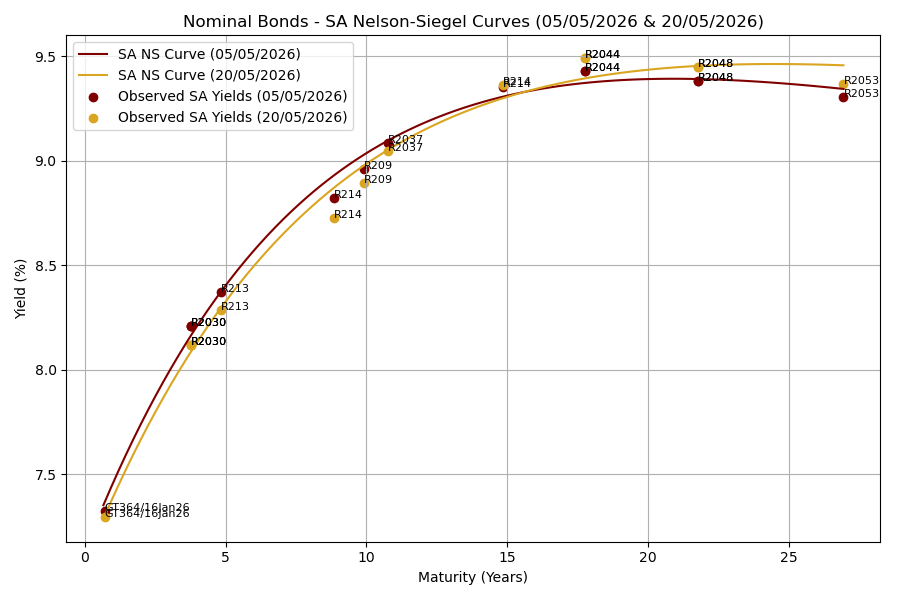 Nominal Bonds - SA Nelson-Siegel Curves (05/05/2026 & 20/05/2026)
SA NS Curve (05/05/2026)
SA NS Curve (20/05/2026)
Observed SA Yields (05/05/2026)
Observed SA Yields (20/05/2026)
Yield (%)
9.5
9.0
8.5
8.0
7.5
GT364/16Jan26
GT364/16Jan26
R2030
R2030
R213
R213
R214
R214
R209
R209
R2037
R2037
R214
R214
R2044
R2044
R2048
R2048
R2053
R2053
0
5
10
15
20
25
Maturity (Years)